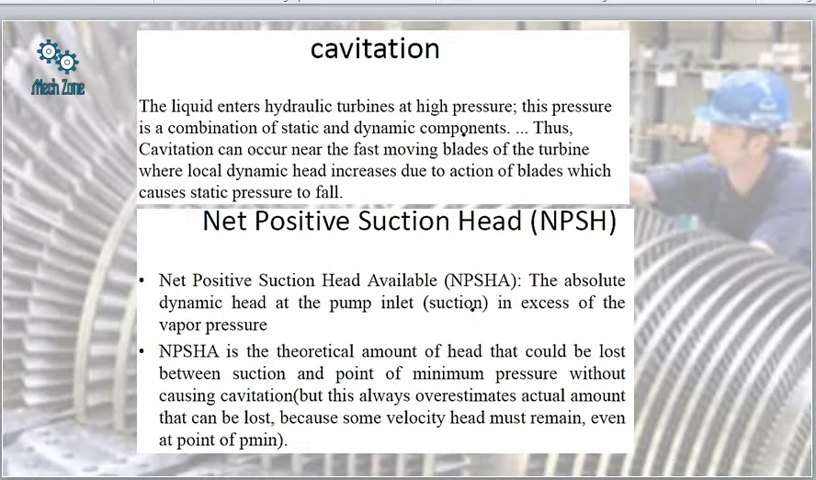 Mech Zone
cavitation
The liquid enters hydraulic turbines at high pressure; this pressure
is a combination of static and dynamic components. ... Thus,
Cavitation can occur near the fast moving blades of the turbine
where local dynamic head increases due to action of blades which
causes static pressure to fall.
Net Positive Suction Head (NPSH)
• Net Positive Suction Head Available (NPSHA): The absolute
dynamic head at the pump inlet (suction) in excess of the
vapor pressure
• NPSHA is the theoretical amount of head that could be lost
between suction and point of minimum pressure without
causing cavitation(but this always overestimates actual amount
that can be lost, because some velocity head must remain, even
at point of pmin).